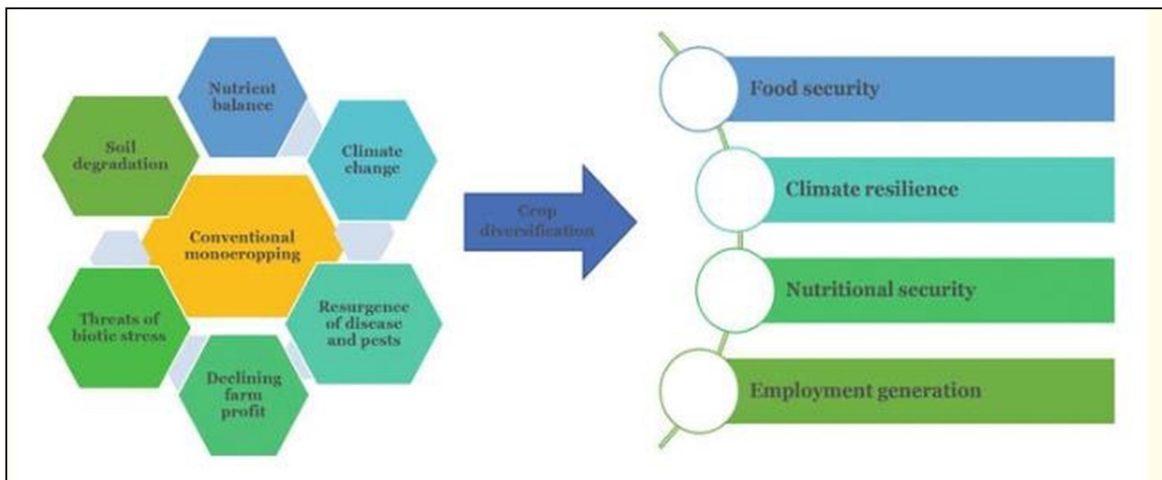 Nutrient
balance
Soil
degradation
Climate
change
Conventional
monocropping
Threats of
biotic stress
Resurgence
of disease
and pests
Declining
farm
profit
Crop
diversification
Food security
Climate resilience
Nutritional security
Employment generation